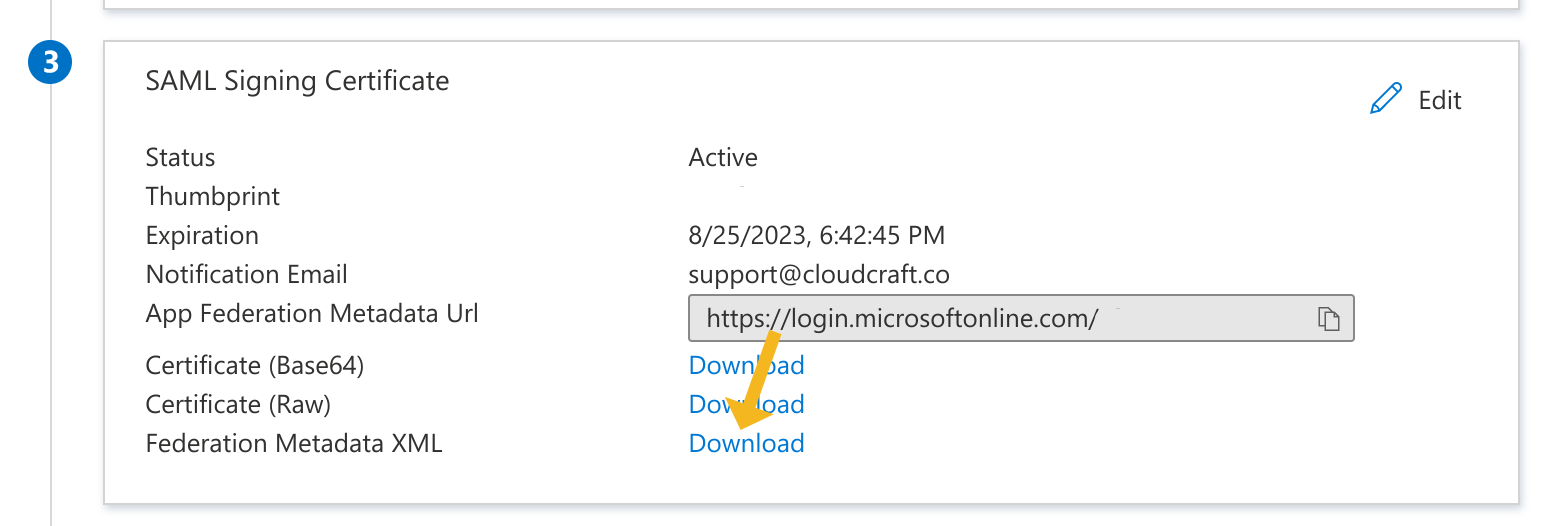 3
SAML Signing Certificate
Edit
Status Active
Thumbprint
Expiration 8/25/2023, 6:42:45 PM
Notification Email support@cloudcraft.co
App Federation Metadata Url https://login.microsoftonline.com/
Certificate (Base64) Download
Certificate (Raw) Download
Federation Metadata XML Download